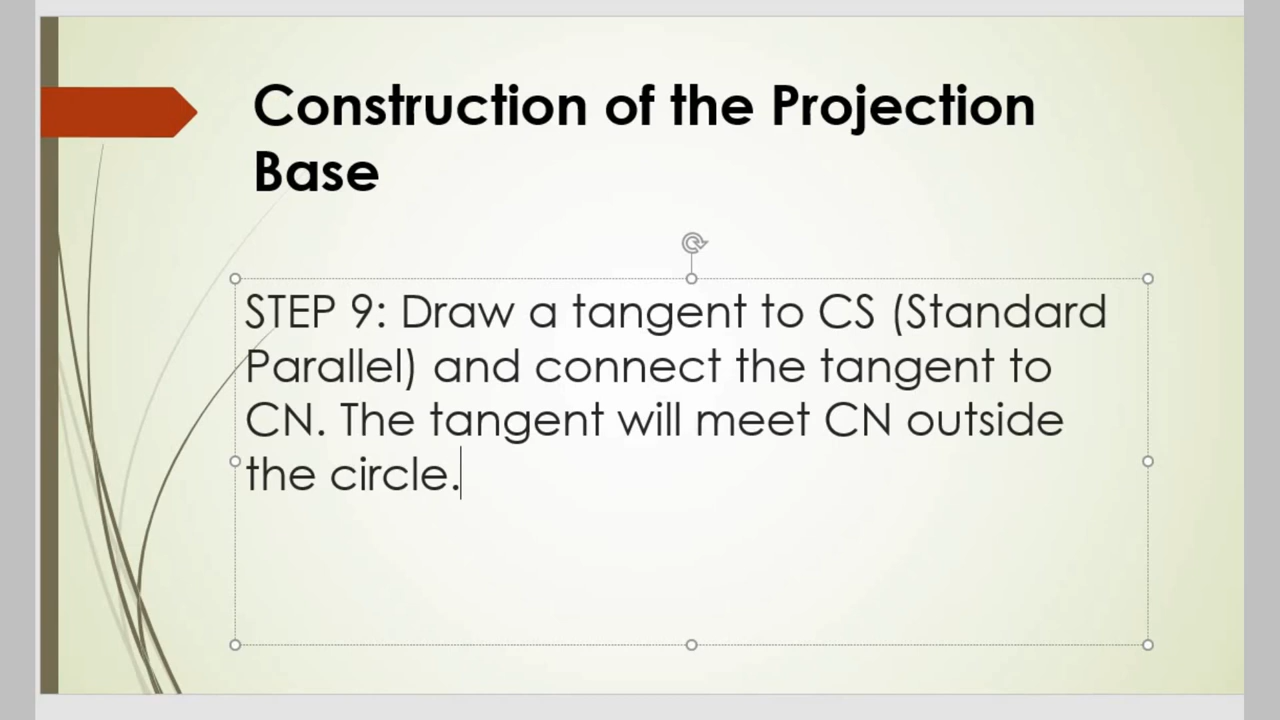 Construction of the Projection
Base
STEP 9: Draw a tangent to CS (Standard
Parallel) and connect the tangent to
CN. The tangent will meet CN outside
the circle.